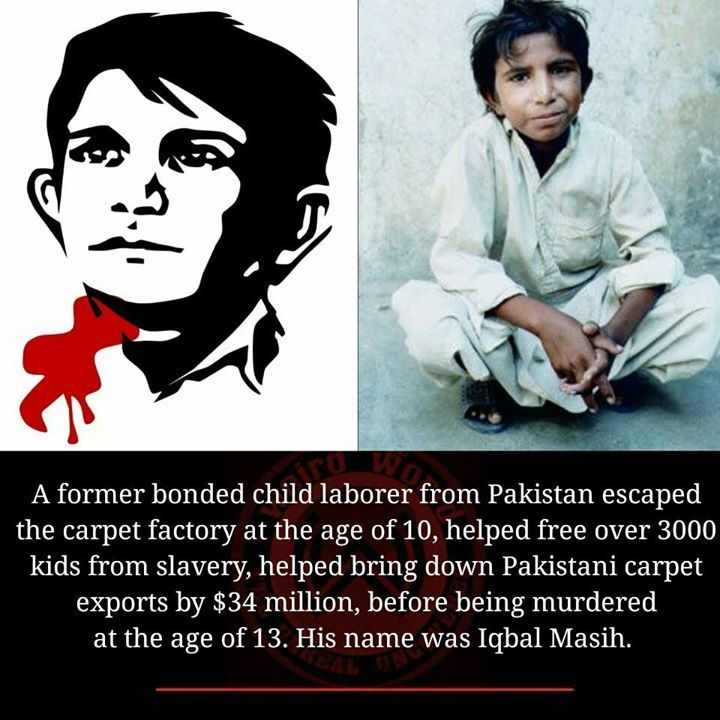 A former bonded child laborer from Pakistan escaped
the carpet factory at the age of 10, helped free over 3000
kids from slavery, helped bring down Pakistani carpet
exports by $34 million, before being murdered
at the age of 13. His name was Iqbal Masih.